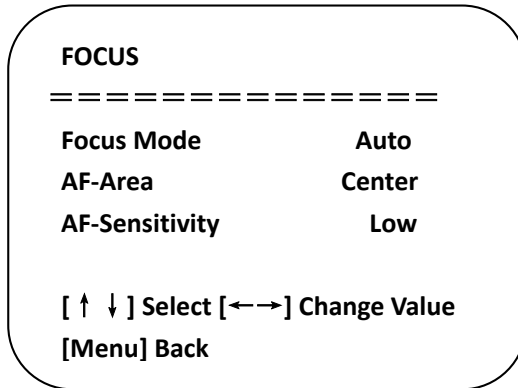 FOCUS
===============
Focus Mode Auto
AF-Area Center
AF-Sensitivity Low
[↑ ↓] Select [←→] Change Value
[Menu] Back